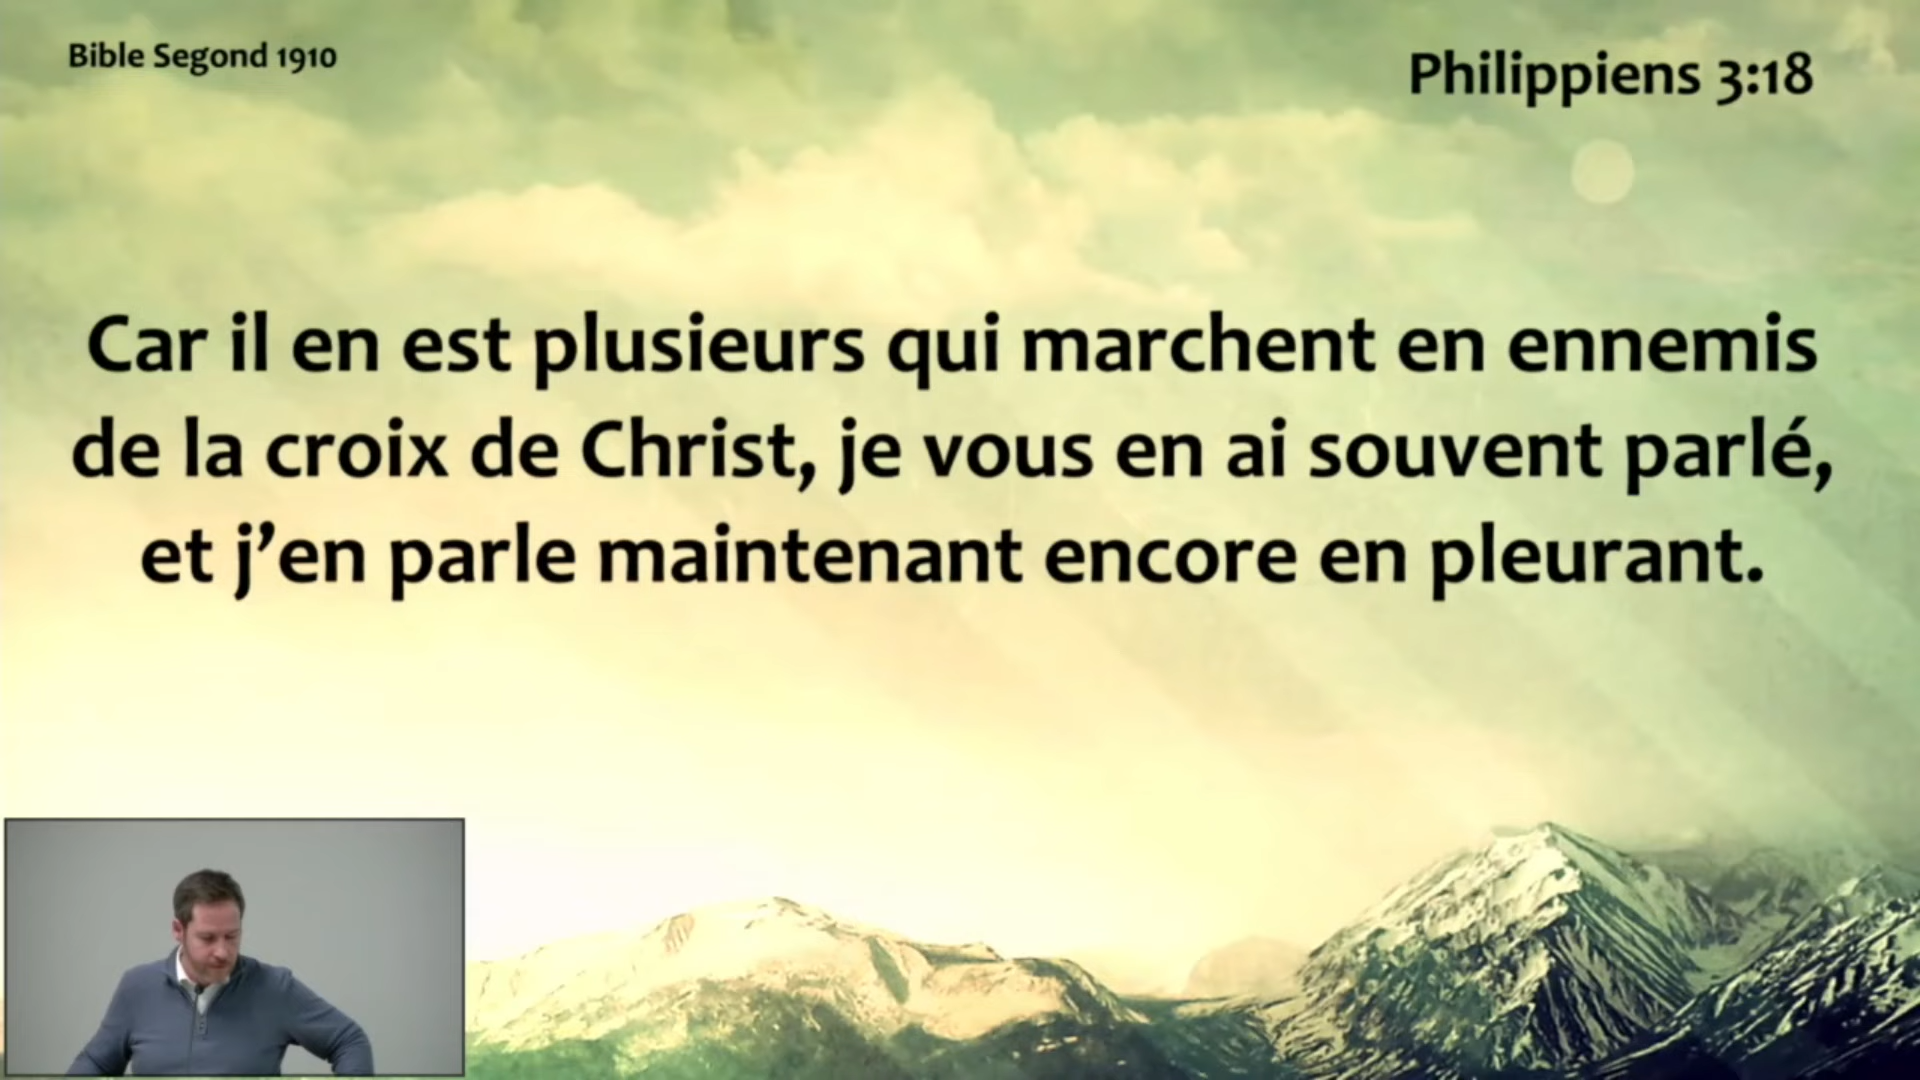 Bible Segond 1910
Philippiens 3:18
Car il en est plusieurs qui marchent en ennemis
de la croix de Christ, je vous en ai souvent parlé,
et j’en parle maintenant encore en pleurant.